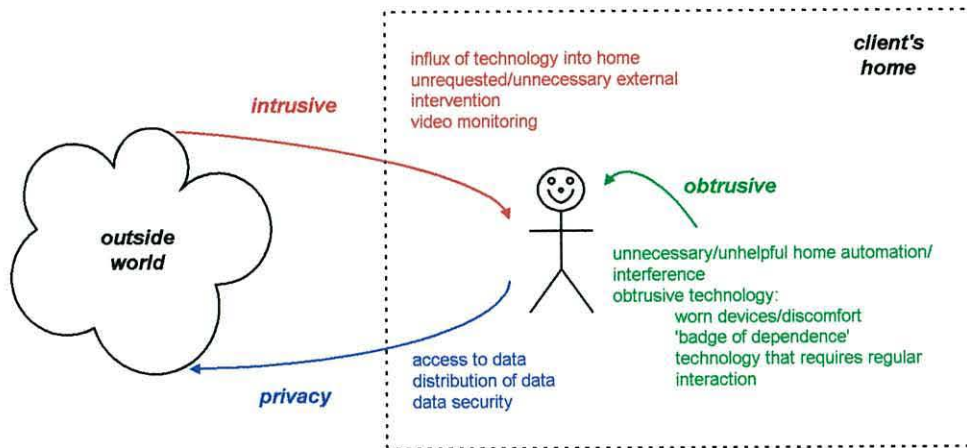 client's
home
influx of technology into home
unrequested/unnecessary external
intervention
video monitoring
intrusive
outside
world
obtrusive
unnecessary/unhelpful home automation/
interference
obtrusive technology:
worn devices/discomfort
'badge of dependence'
technology that requires regular
interaction
access to data
distribution of data
data security
privacy